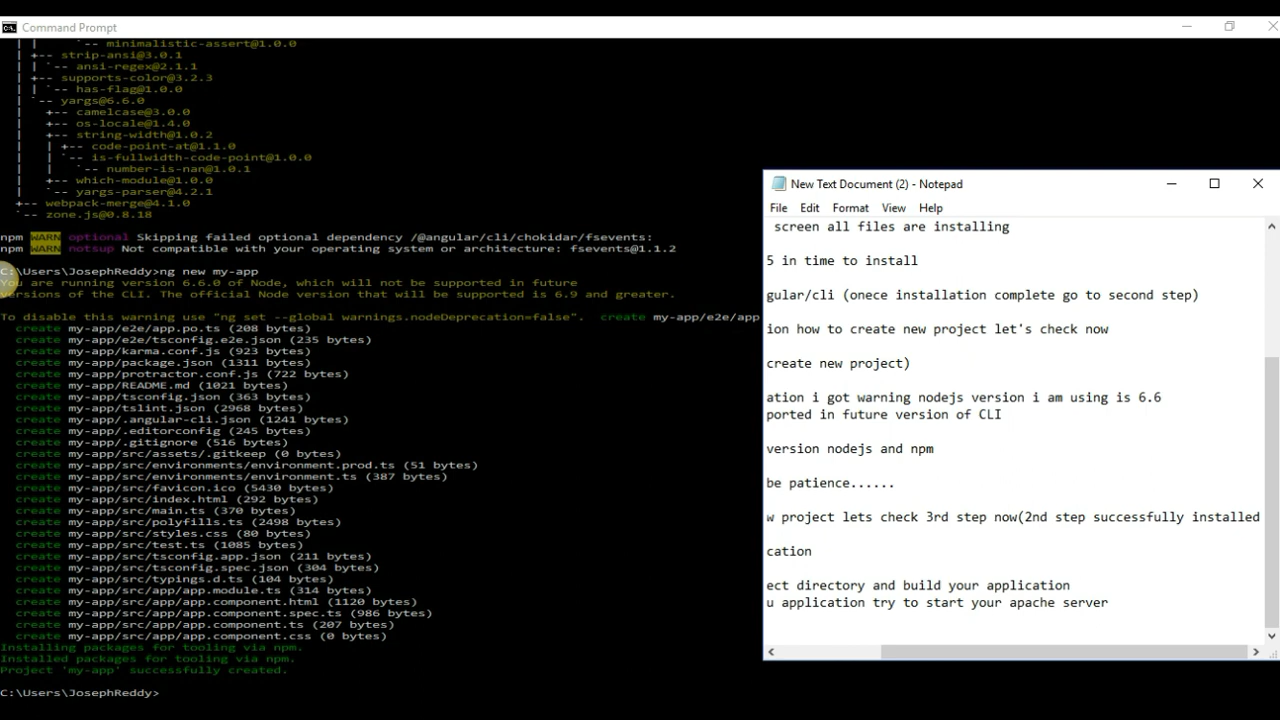 Command Prompt
| | `-- minimalistic-assert@1.0.0
| +-- strip-ansi@3.0.1
| | `-- ansi-regex@2.1.1
| +-- supports-color@3.2.3
| | `-- has-flag@1.0.0
| `-- yargs@6.6.0
|   +-- camelcase@3.0.0
|   +-- os-locale@1.4.0
|   +-- string-width@1.0.2
|   | +-- code-point-at@1.1.0
|   | `-- is-fullwidth-code-point@1.0.0
|   |   `-- number-is-nan@1.0.1
|   +-- which-module@1.0.0
|   `-- yargs-parser@4.2.1
+-- webpack-merge@4.1.0
`-- zone.js@0.8.18
npm WARN optional Skipping failed optional dependency /@angular/cli/chokidar/fsevents:
npm WARN notsup Not compatible with your operating system or architecture: fsevents@1.1.2
C:\Users\JosephReddy>ng new my-app
You are running version 6.6.0 of Node, which will not be supported in future
versions of the CLI. The official Node version that will be supported is 6.9 and greater.
To disable this warning use "ng set --global warnings.nodeDeprecation=false".  create my-app/e2e/app
create my-app/e2e/app.po.ts (208 bytes)
create my-app/e2e/tsconfig.e2e.json (235 bytes)
create my-app/karma.conf.js (923 bytes)
create my-app/package.json (1311 bytes)
create my-app/protractor.conf.js (722 bytes)
create my-app/README.md (1021 bytes)
create my-app/tsconfig.json (363 bytes)
create my-app/tslint.json (2968 bytes)
create my-app/.angular-cli.json (1241 bytes)
create my-app/.editorconfig (245 bytes)
create my-app/.gitignore (516 bytes)
create my-app/src/assets/.gitkeep (0 bytes)
create my-app/src/environments/environment.prod.ts (51 bytes)
create my-app/src/environments/environment.ts (387 bytes)
create my-app/src/favicon.ico (5430 bytes)
create my-app/src/index.html (292 bytes)
create my-app/src/main.ts (370 bytes)
create my-app/src/polyfills.ts (2498 bytes)
create my-app/src/styles.css (80 bytes)
create my-app/src/test.ts (1085 bytes)
create my-app/src/tsconfig.app.json (211 bytes)
create my-app/src/tsconfig.spec.json (304 bytes)
create my-app/src/typings.d.ts (104 bytes)
create my-app/src/app/app.module.ts (314 bytes)
create my-app/src/app/app.component.html (1120 bytes)
create my-app/src/app/app.component.spec.ts (986 bytes)
create my-app/src/app/app.component.ts (207 bytes)
create my-app/src/app/app.component.css (0 bytes)
Installing packages for tooling via npm.
Installed packages for tooling via npm.
Project 'my-app' successfully created.
C:\Users\JosephReddy>
New Text Document (2) - Notepad
File Edit Format View Help
screen all files are installing
5 in time to install
gular/cli (onece installation complete go to second step)
ion how to create new project let's check now
create new project)
ation i got warning nodejs version i am using is 6.6
ported in future version of CLI
version nodejs and npm
be patience......
w project lets check 3rd step now(2nd step successfully installed
cation
ect directory and build your application
u application try to start your apache server